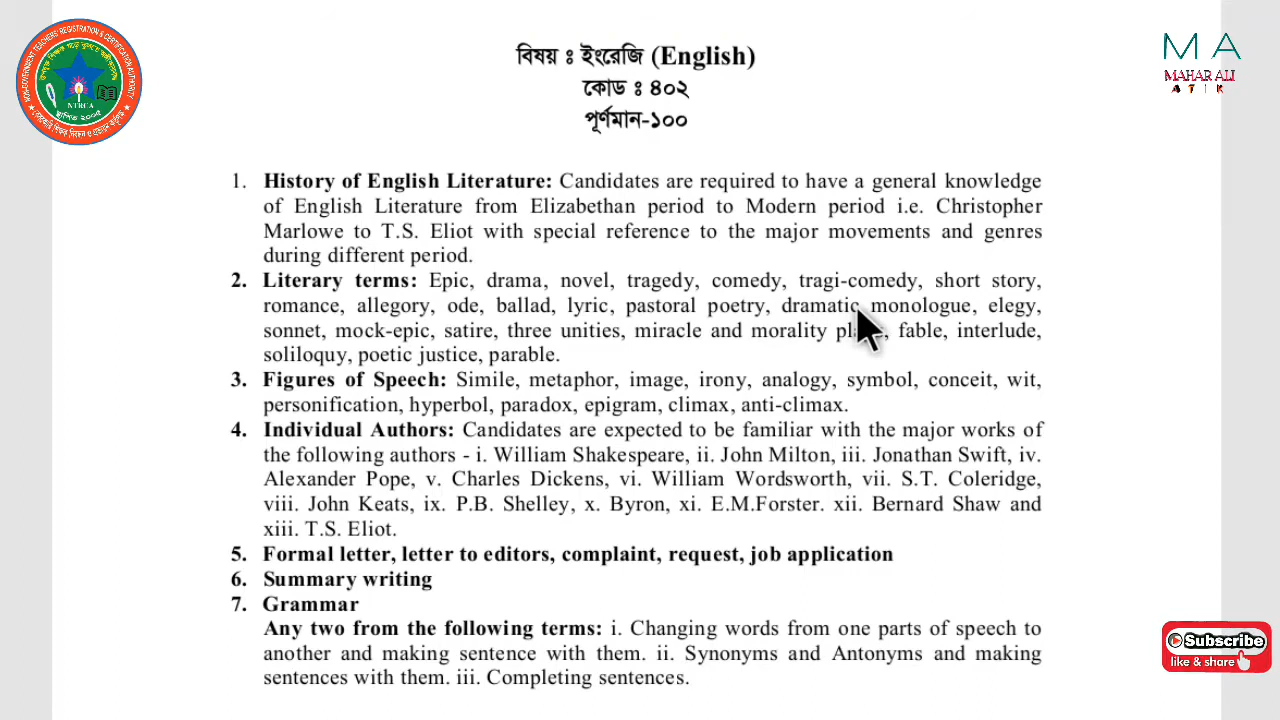 বিষয় ঃ ইংরেজি (English)
কোড ঃ ৪০২
পূর্ণমান-১০০
NON-GOVERNMENT TEACHERS' REGISTRATION & CERTIFICATION AUTHORITY
NTRCA
স্থাপিত ২০০৫
MA
MAHAR ALI
ATIK
1. History of English Literature: Candidates are required to have a general knowledge
of English Literature from Elizabethan period to Modern period i.e. Christopher
Marlowe to T.S. Eliot with special reference to the major movements and genres
during different period.
2. Literary terms: Epic, drama, novel, tragedy, comedy, tragi-comedy, short story,
romance, allegory, ode, ballad, lyric, pastoral poetry, dramatic monologue, elegy,
sonnet, mock-epic, satire, three unities, miracle and morality , fable, interlude,
soliloquy, poetic justice, parable.
3. Figures of Speech: Simile, metaphor, image, irony, analogy, symbol, conceit, wit,
personification, hyperbol, paradox, epigram, climax, anti-climax.
4. Individual Authors: Candidates are expected to be familiar with the major works of
the following authors - i. William Shakespeare, ii. John Milton, iii. Jonathan Swift, iv.
Alexander Pope, v. Charles Dickens, vi. William Wordsworth, vii. S.T. Coleridge,
viii. John Keats, ix. P.B. Shelley, x. Byron, xi. E.M.Forster. xii. Bernard Shaw and
xiii. T.S. Eliot.
5. Formal letter, letter to editors, complaint, request, job application
6. Summary writing
7. Grammar
Any two from the following terms: i. Changing words from one parts of speech to
another and making sentence with them. ii. Synonyms and Antonyms and making
sentences with them. iii. Completing sentences.
Subscribe
like & share